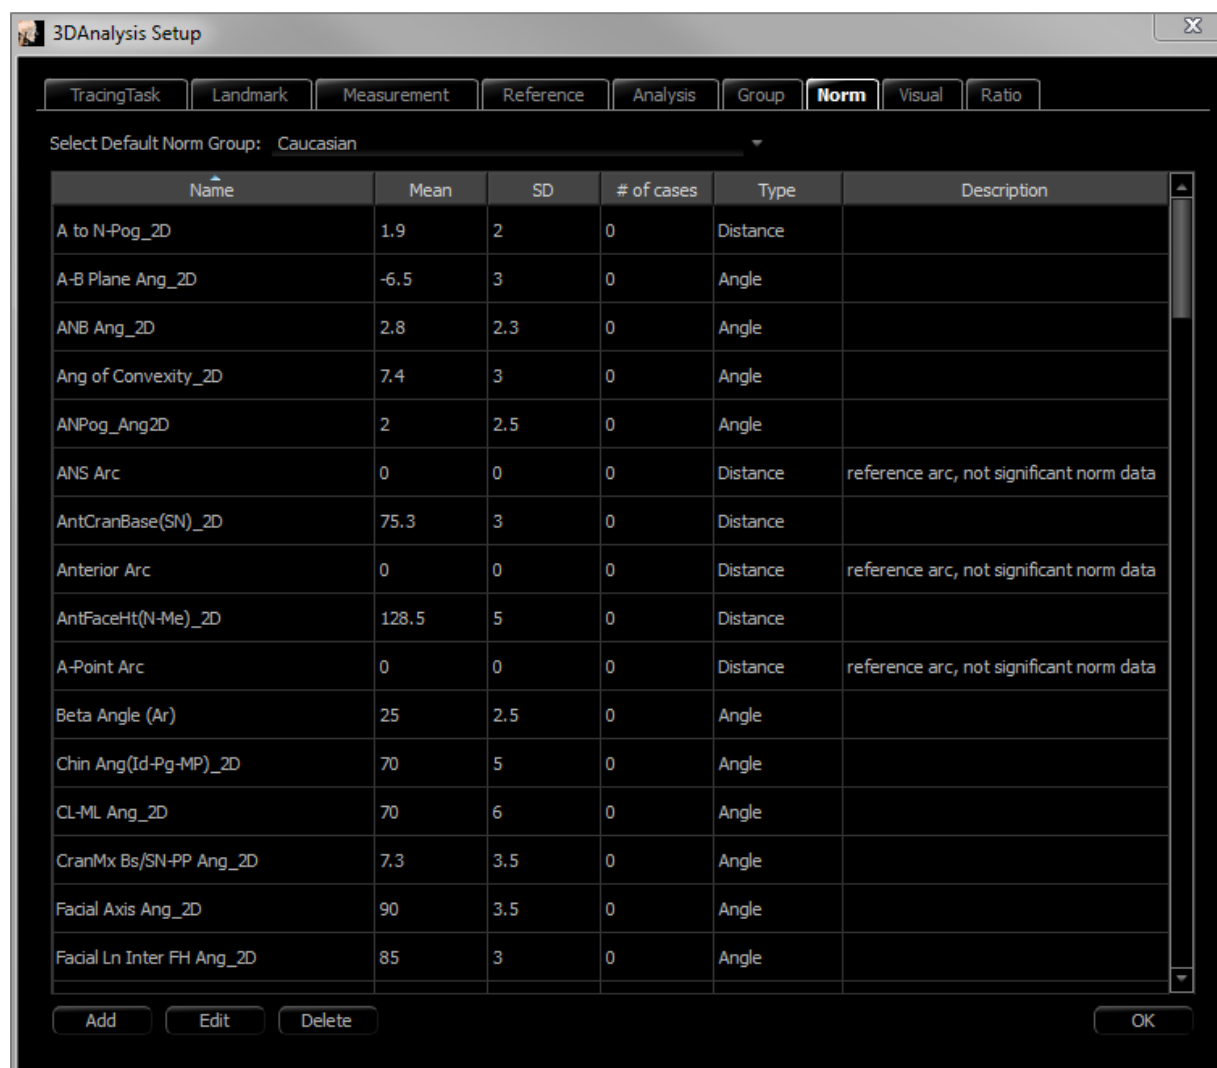 3DAnalysis Setup
TracingTask Landmark Measurement Reference Analysis Group Norm Visual Ratio
Select Default Norm Group: Caucasian
Name Mean SD # of cases Type Description
A to N-Pog_2D 1.9 2 0 Distance
A-B Plane Ang_2D -6.5 3 0 Angle
ANB Ang_2D 2.8 2.3 0 Angle
Ang of Convexity_2D 7.4 3 0 Angle
ANPog_Ang2D 2 2.5 0 Angle
ANS Arc 0 0 0 Distance reference arc, not significant norm data
AntCranBase(SN)_2D 75.3 3 0 Distance
Anterior Arc 0 0 0 Distance reference arc, not significant norm data
AntFaceHt(N-Me)_2D 128.5 5 0 Distance
A-Point Arc 0 0 0 Distance reference arc, not significant norm data
Beta Angle (Ar) 25 2.5 0 Angle
Chin Ang(Id-Pg-MP)_2D 70 5 0 Angle
CL-ML Ang_2D 70 6 0 Angle
CranMx Bs/SN-PP Ang_2D 7.3 3.5 0 Angle
Facial Axis Ang_2D 90 3.5 0 Angle
Facial Ln Inter FH Ang_2D 85 3 0 Angle
Add Edit Delete OK